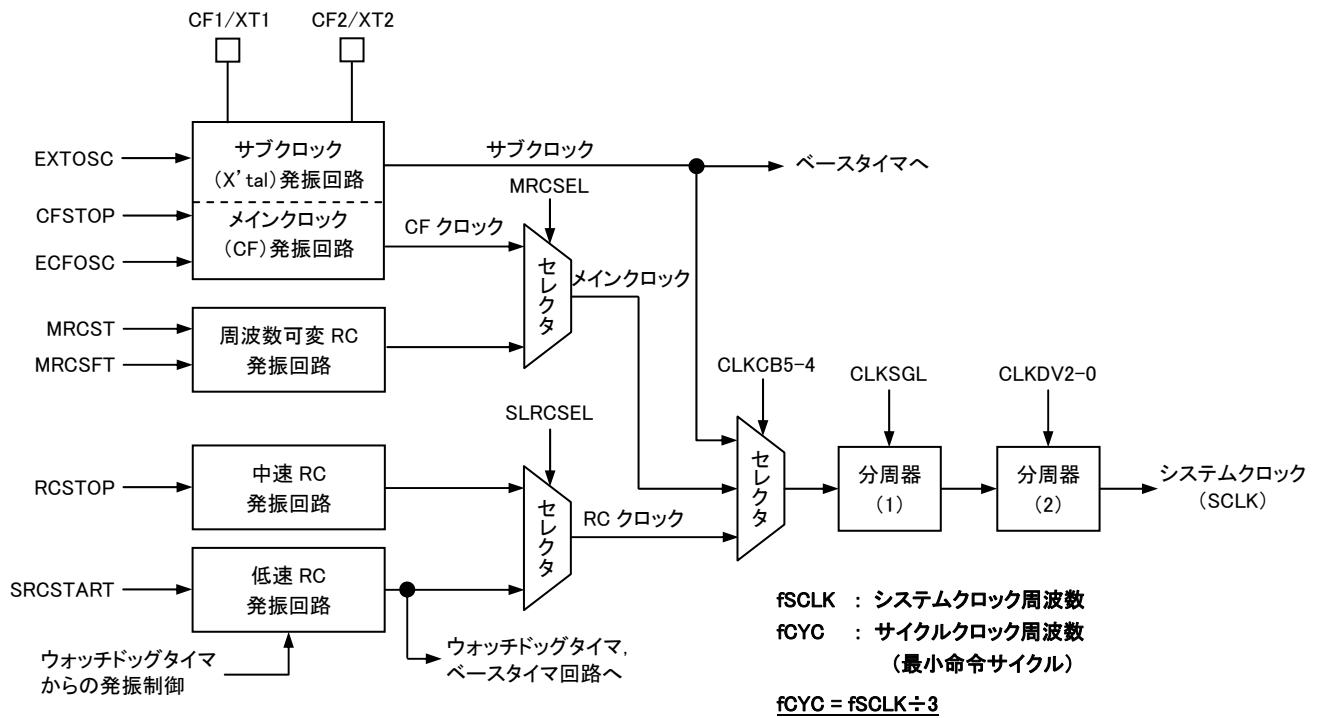 CF1/XT1 CF2/XT2
EXTOSC
CFSTOP
ECFOSC
サブクロック
(X'tal)発振回路
メインクロック
(CF)発振回路
サブクロック
ベースタイマへ
MRCSEL
CF クロック
セレクタ
メインクロック
MRCST
MRCSFT
周波数可変 RC
発振回路
CLKCB5-4
CLKSGL
CLKDV2-0
SLRCSEL
RCSTOP
中速 RC
発振回路
セレクタ
RC クロック
セレクタ
分周器
(1)
分周器
(2)
システムクロック
(SCLK)
SRCSTART
低速 RC
発振回路
ウォッチドッグタイマ
からの発振制御
ウォッチドッグタイマ,
ベースタイマ回路へ
fSCLK : システムクロック周波数
fCYC : サイクルクロック周波数
(最小命令サイクル)
fCYC = fSCLK÷3